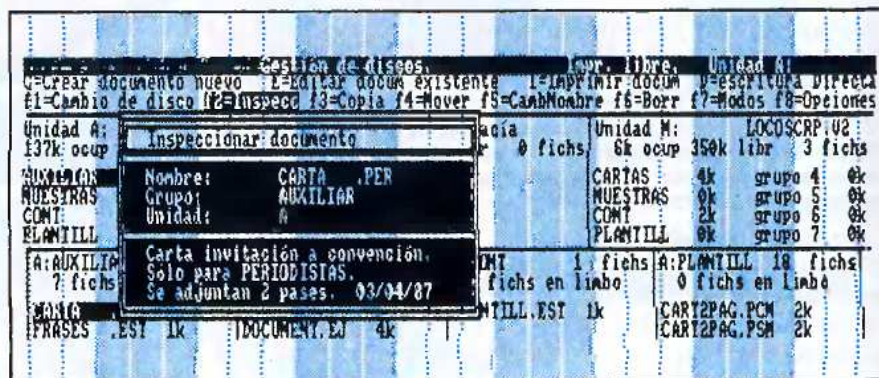 Gestión de discos. Impr. libre. Unidad A:
C=Crear documento nuevo E=Editar docum existente I=Imprimir docum D=escritura Directa
f1=Cambio de disco f2=Inspecc f3=Copia f4=Mover f5=CambNombre f6=Borr f7=Modos f8=Opciones
Unidad A: acía Unidad M: LOCOSCRP.V2
137k ocup r 0 fichs 6k ocup 350k libr 3 fichs
Inspeccionar documento
AUXILIAR CARTAS 4k grupo 4 0k
MUESTRAS MUESTRAS 0k grupo 5 0k
CONT CONT 2k grupo 6 0k
PLANTILL PLANTILL 0k grupo 7 0k
Nombre: CARTA .PER
Grupo: AUXILIAR
Unidad: A
Carta invitación a convención.
Sólo para PERIODISTAS.
Se adjuntan 2 pases. 03/04/87
A:AUXILIA ONT 1 fichs A:PLANTILL 18 fichs
7 fichs fichs en limbo 0 fichs en limbo
CARTA NTILL.EST 1k CART2PAG.PCM 2k
FRASES .EST 1k DOCUMENT.EJ 4k CART2PAG.PSM 2k